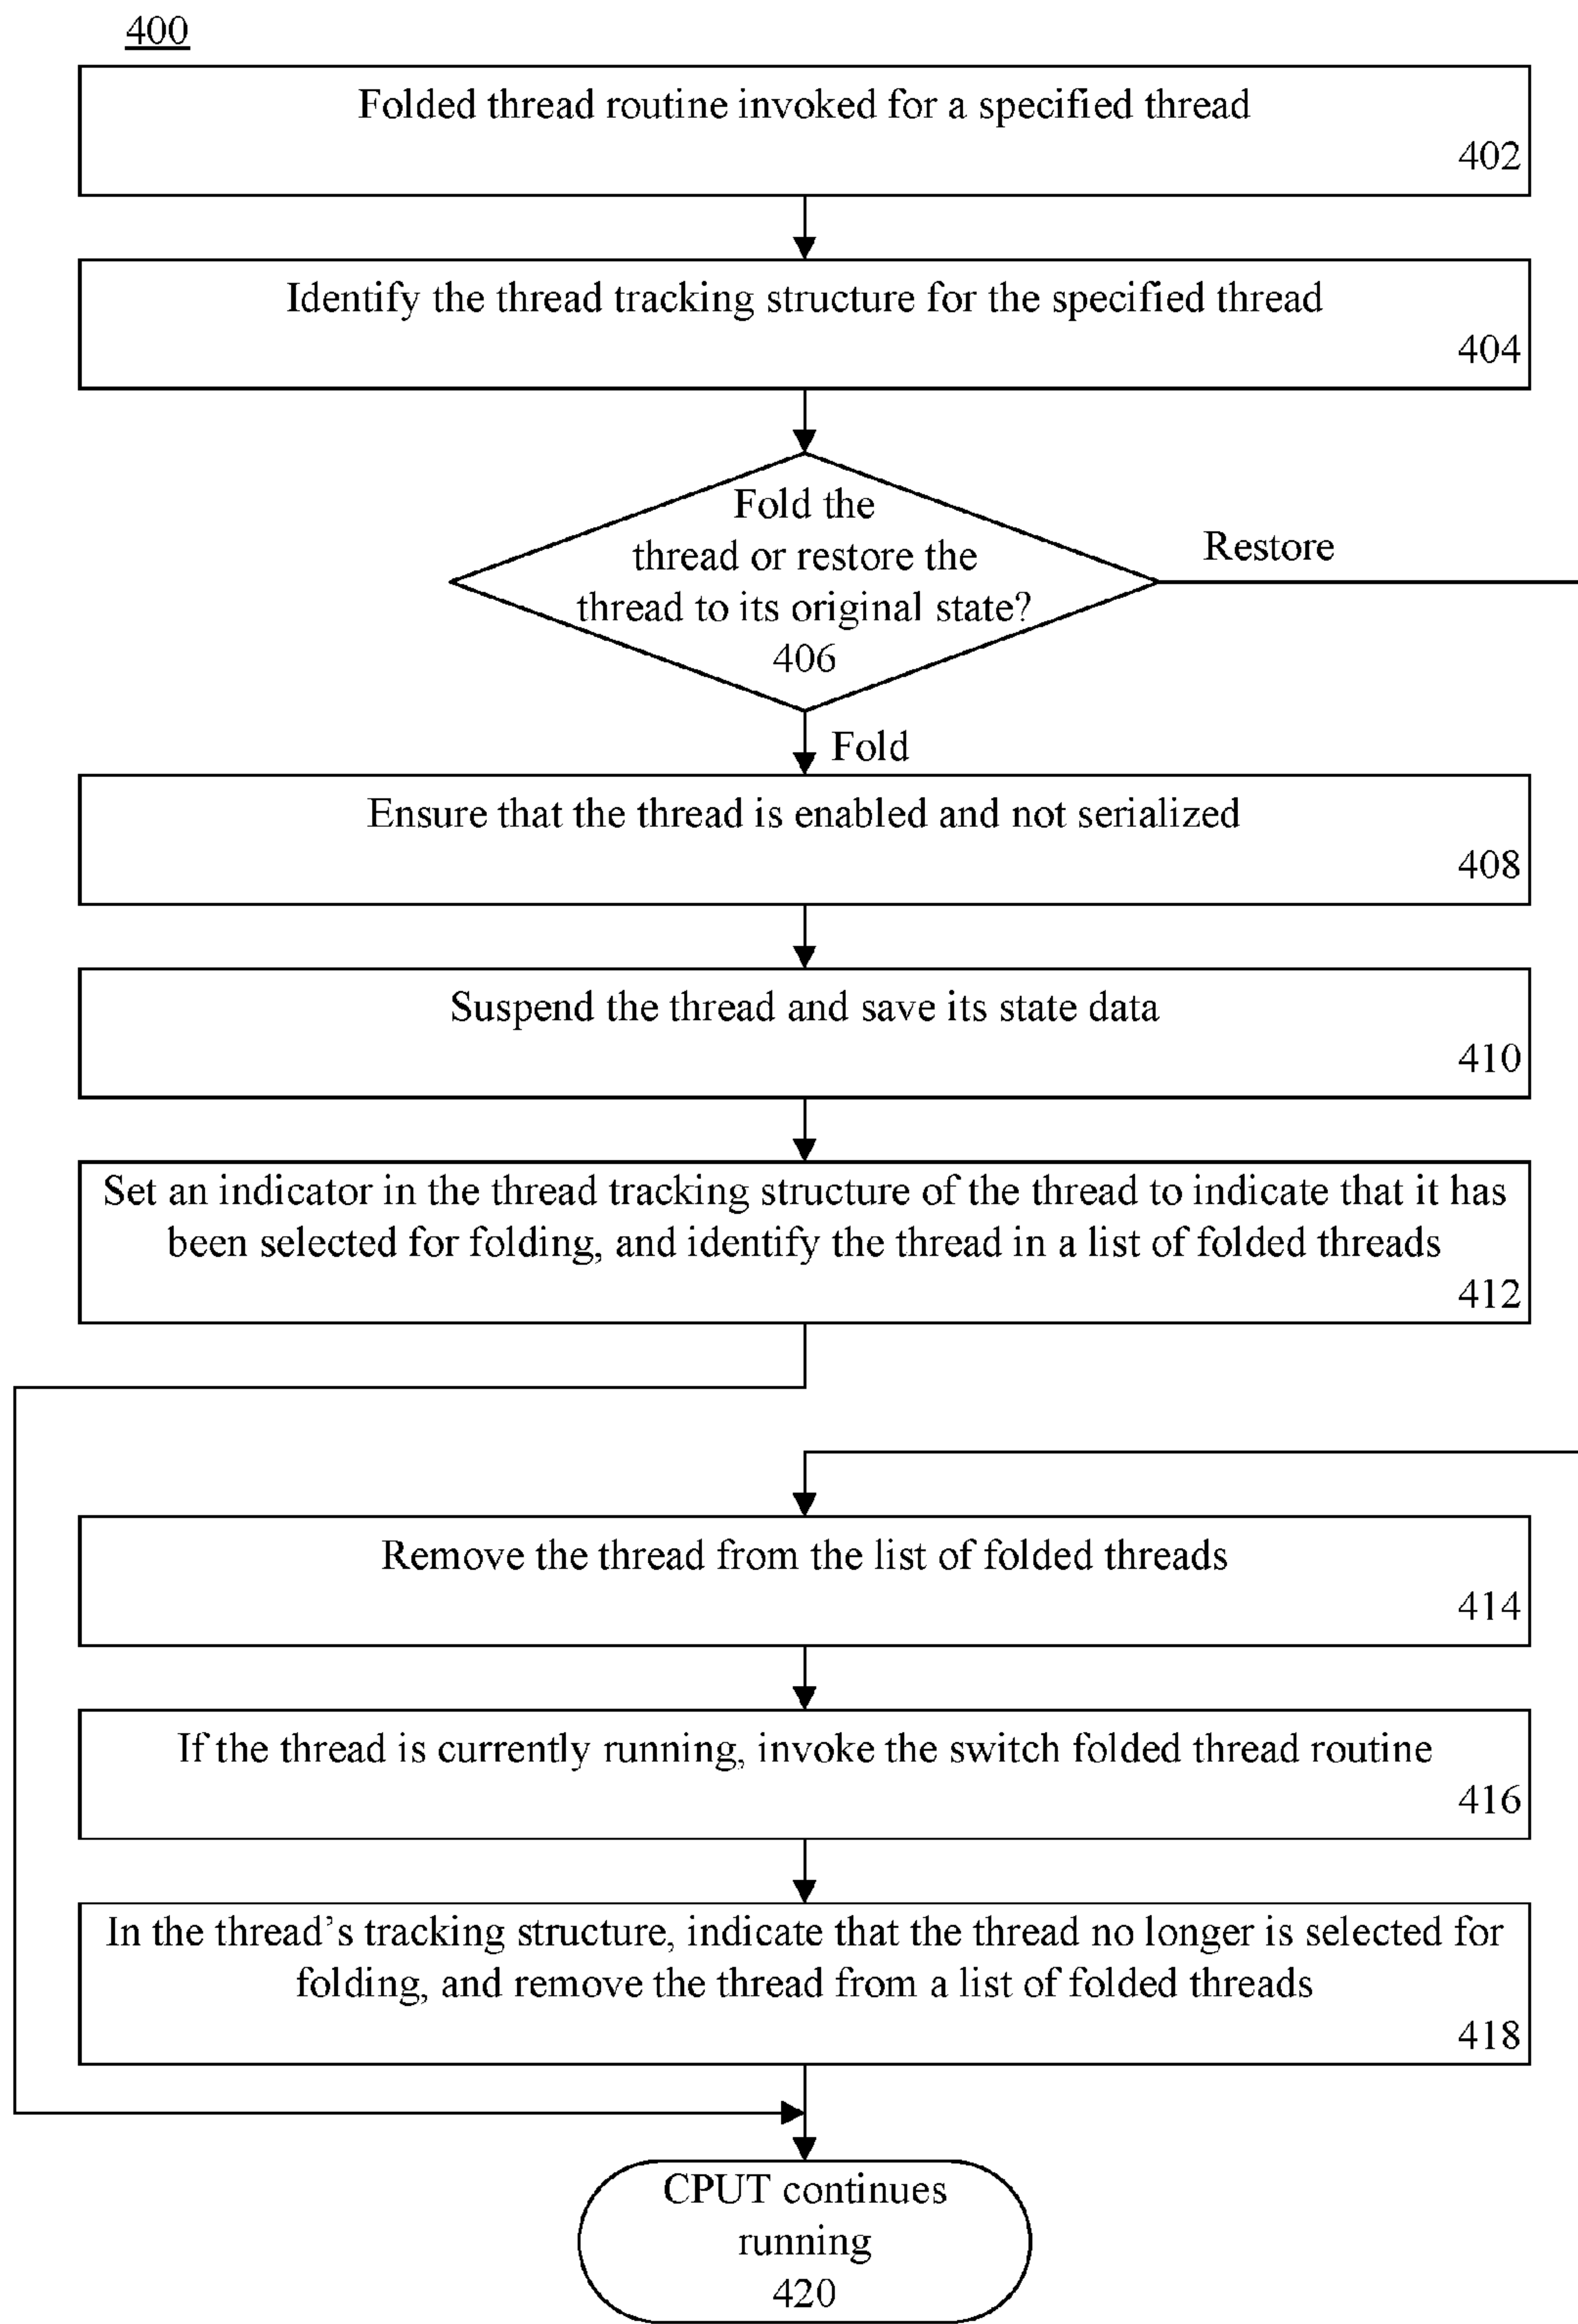 400
Folded thread routine invoked for a specified thread
402
Identify the thread tracking structure for the specified thread
404
Fold the
thread or restore the
thread to its original state?
406
Restore
Fold
Ensure that the thread is enabled and not serialized
408
Suspend the thread and save its state data
410
Set an indicator in the thread tracking structure of the thread to indicate that it has
been selected for folding, and identify the thread in a list of folded threads
412
Remove the thread from the list of folded threads
414
If the thread is currently running, invoke the switch folded thread routine
416
In the thread’s tracking structure, indicate that the thread no longer is selected for
folding, and remove the thread from a list of folded threads
418
CPUT continues
running
420